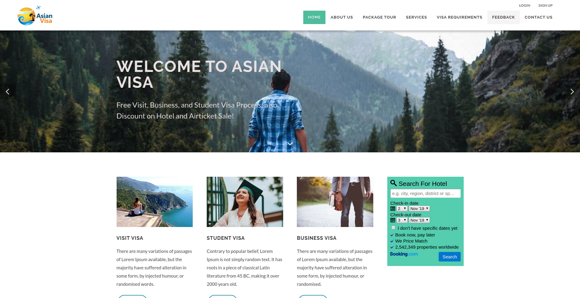 LOGIN SIGN UP
Asian
Visa
HOME ABOUT US PACKAGE TOUR SERVICES VISA REQUIREMENTS FEEDBACK CONTACT US
WELCOME TO ASIAN
VISA
Free Visit, Business, and Student Visa Process, also
Discount on Hotel and Airticket Sale!
VISIT VISA
There are many variations of passages
of Lorem Ipsum available, but the
majority have suffered alteration in
some form, by injected humour, or
randomised words.
STUDENT VISA
Contrary to popular belief, Lorem
Ipsum is not simply random text. It has
roots in a piece of classical Latin
literature from 45 BC, making it over
2000 years old.
BUSINESS VISA
There are many variations of passages
of Lorem Ipsum available, but the
majority have suffered alteration in
some form, by injected humour, or
randomised.
Search For Hotel
e.g. city, region, district or sp...
Check-in date
2 Nov '19
Check-out date
3 Nov '19
I don't have specific dates yet
Book now, pay later
We Price Match
2,542,349 properties worldwide
Booking.com
Search